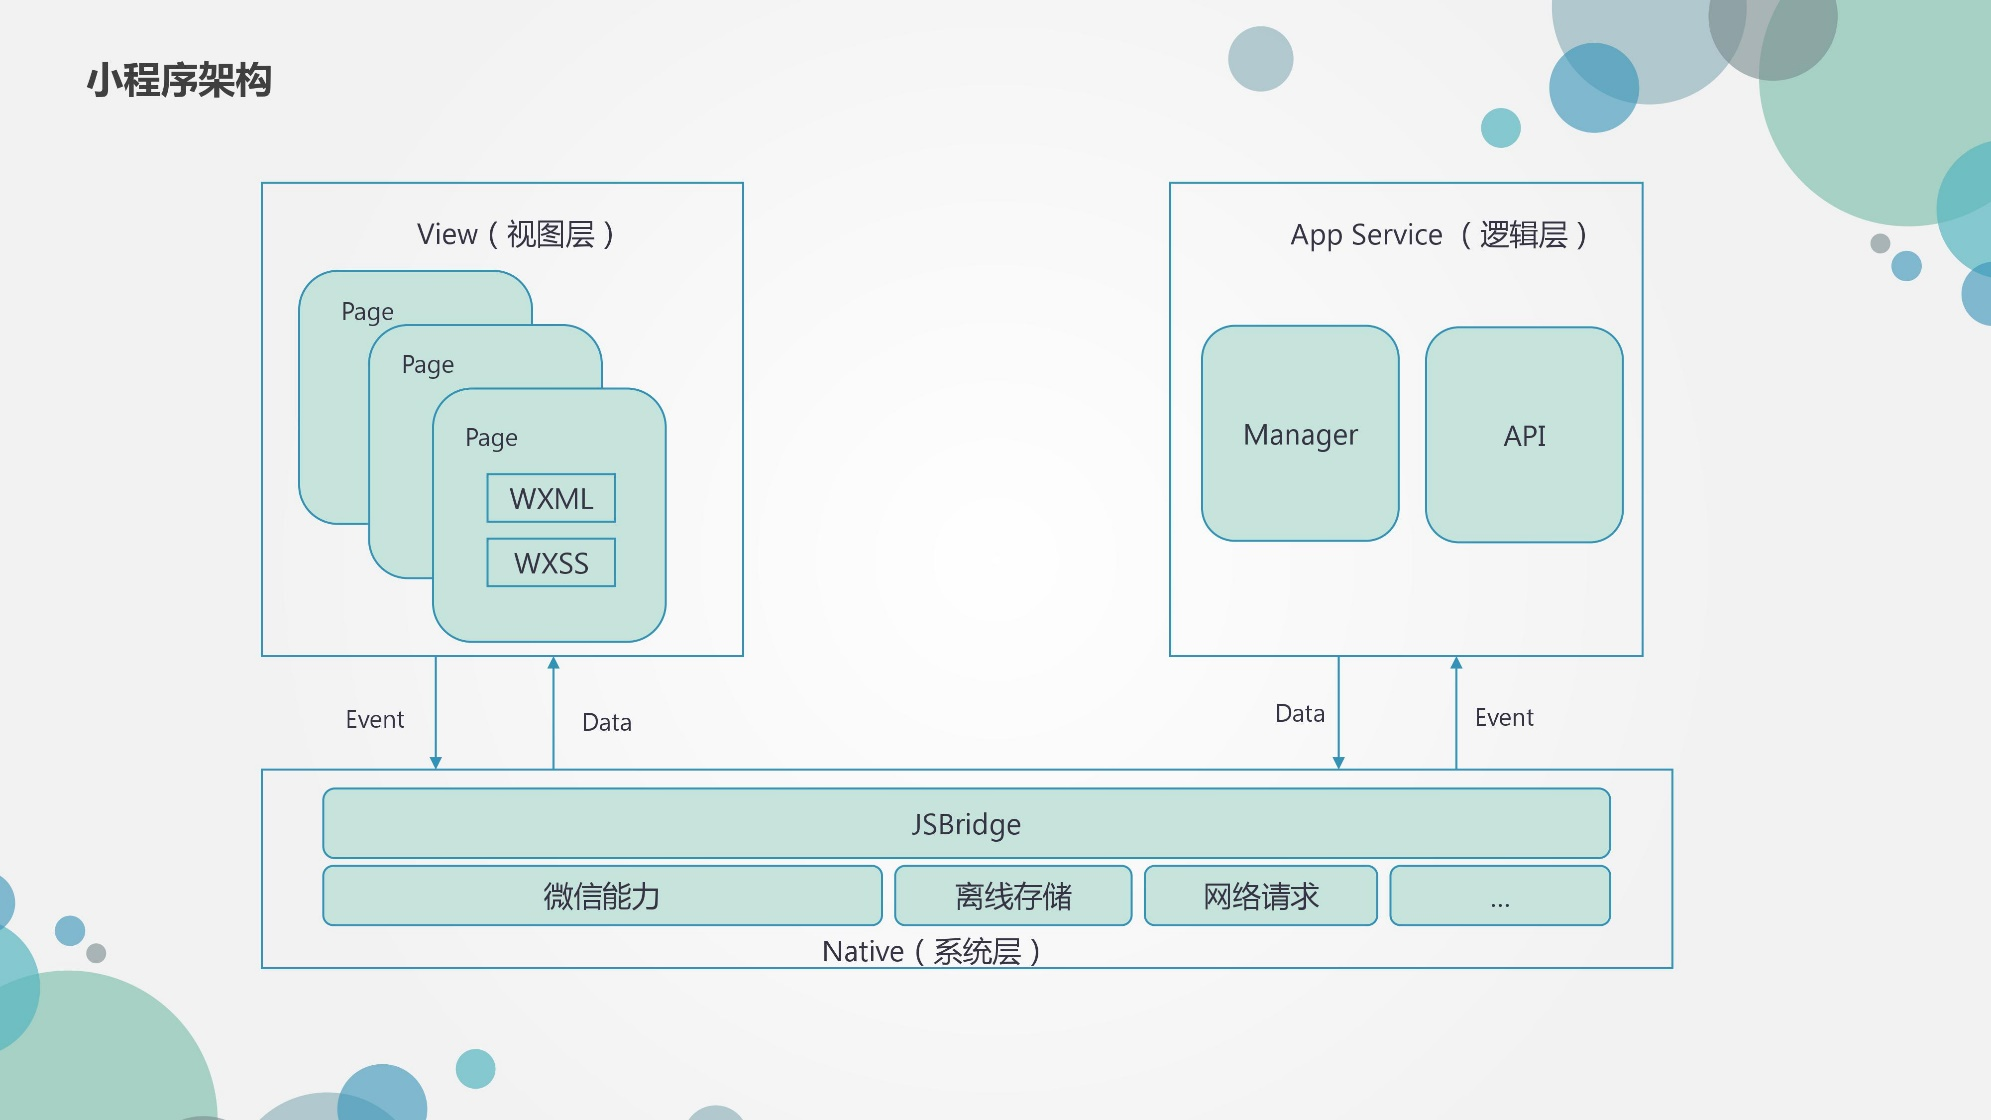 小程序架构
View（视图层）
Page
Page
Page
WXML
WXSS
App Service （逻辑层）
Manager
API
Event
Data
Data
Event
JSBridge
微信能力
离线存储
网络请求
...
Native（系统层）